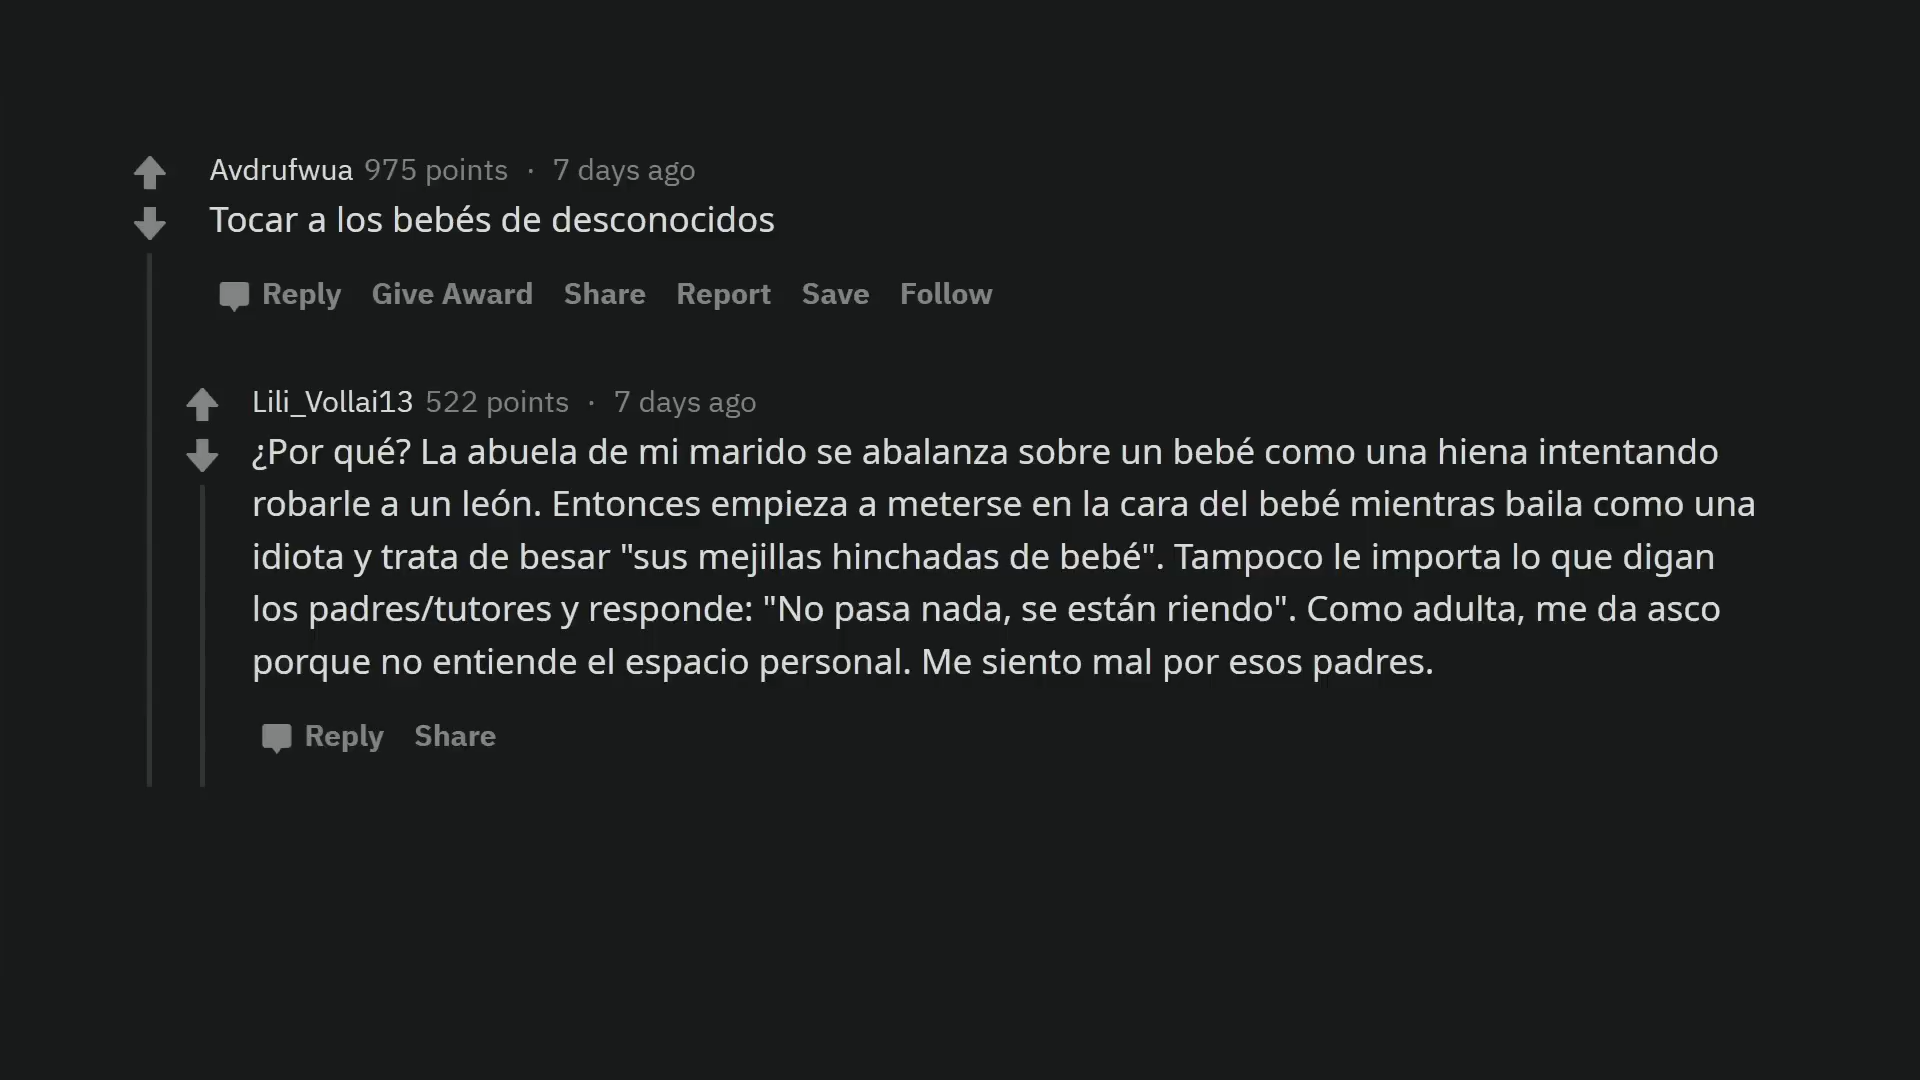 Avdrufwua 975 points · 7 days ago
Tocar a los bebés de desconocidos
Reply Give Award Share Report Save Follow
Lili_Vollai13 522 points · 7 days ago
¿Por qué? La abuela de mi marido se abalanza sobre un bebé como una hiena intentando
robarle a un león. Entonces empieza a meterse en la cara del bebé mientras baila como una
idiota y trata de besar "sus mejillas hinchadas de bebé". Tampoco le importa lo que digan
los padres/tutores y responde: "No pasa nada, se están riendo". Como adulta, me da asco
porque no entiende el espacio personal. Me siento mal por esos padres.
Reply Share